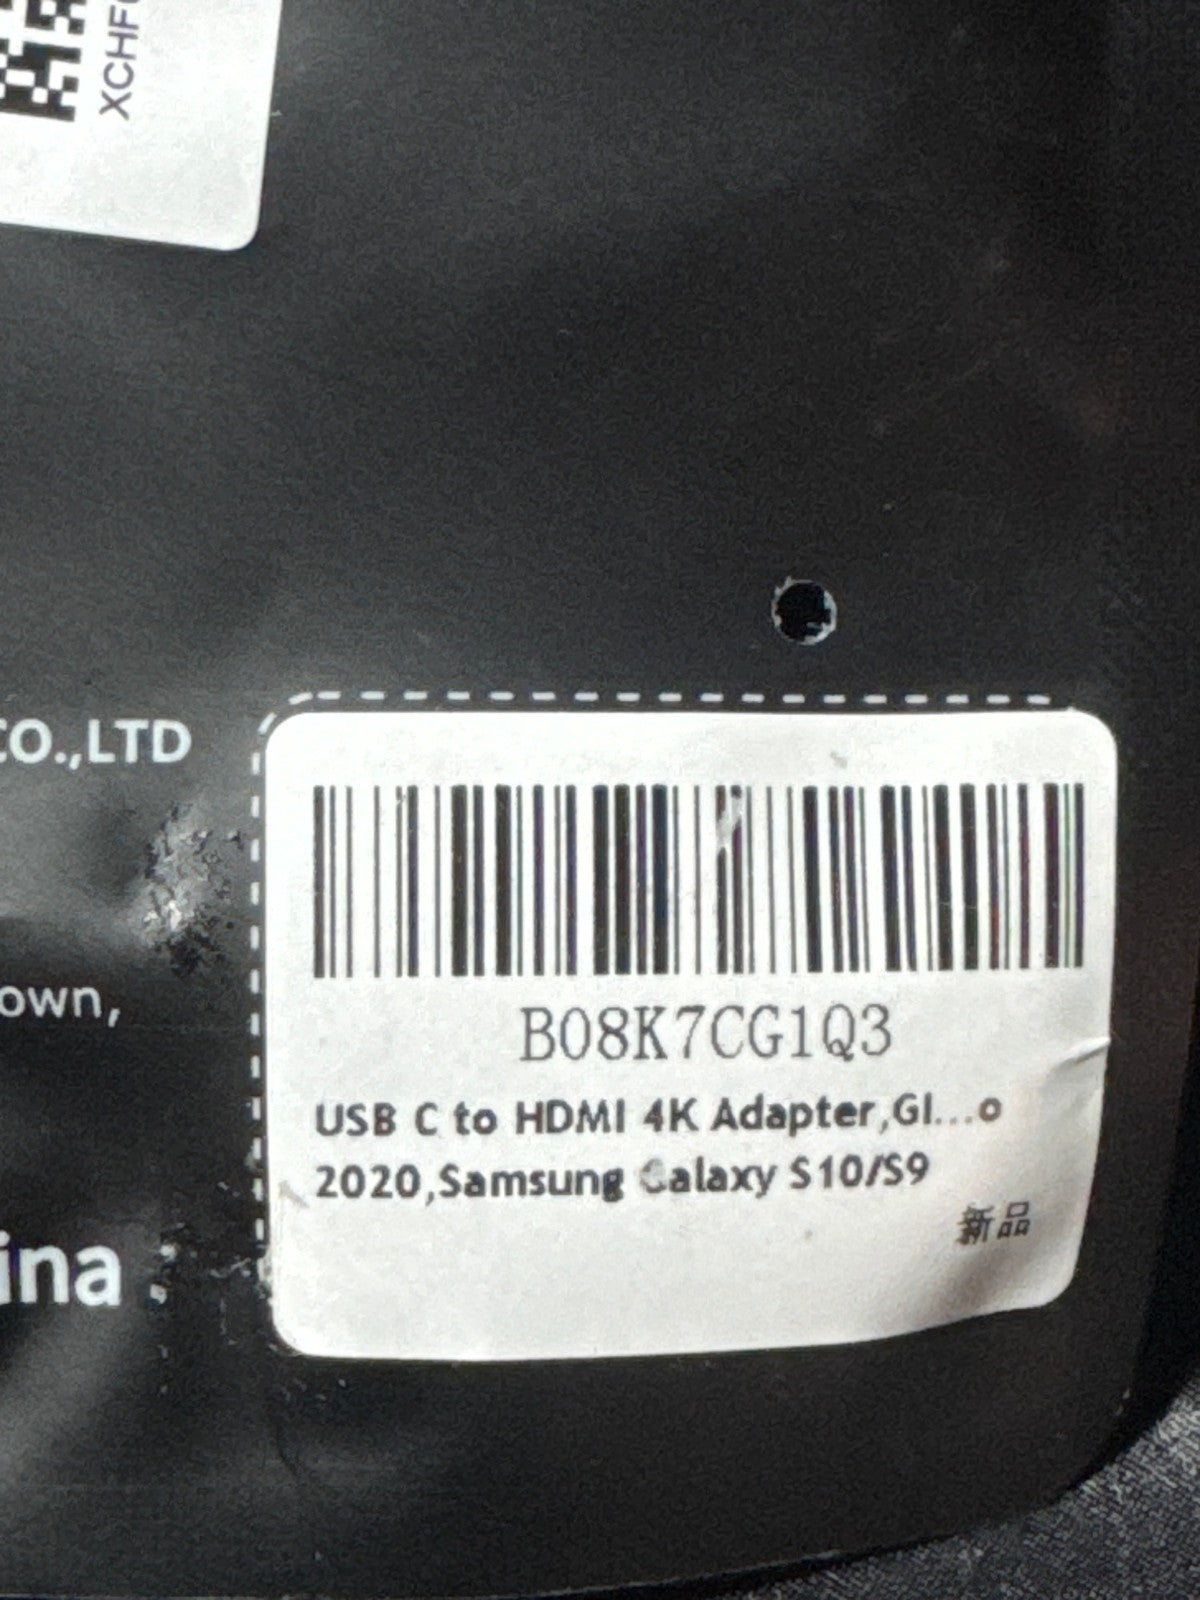 XCHF
CO.,LTD
own,
ina
B08K7CG1Q3
USB C to HDMI 4K Adapter,Gl...o
2020,Samsung Galaxy S10/S9
新品